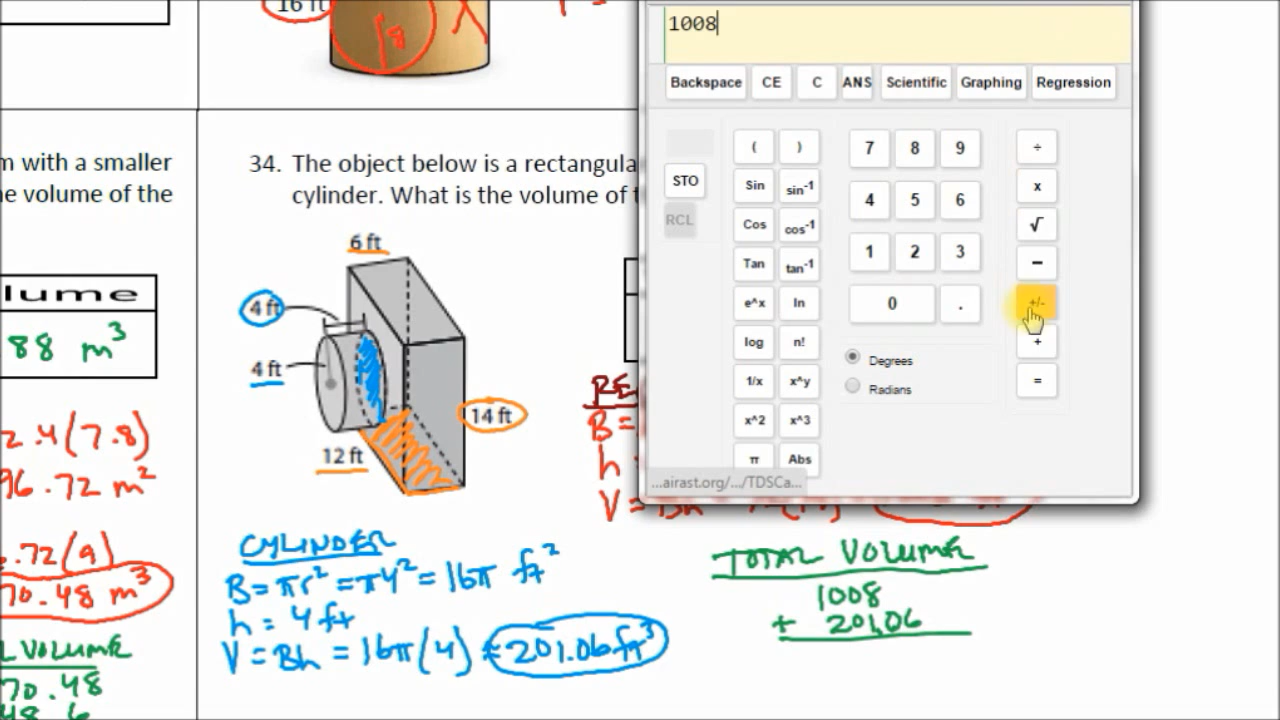 16 ft
8
m with a smaller
e volume of the
lume
88 m³
2.4(7.8)
96.72 m²
.72(9)
70.48 m³
L VOLUME
70.48
48.6
34. The object below is a rectangula
cylinder. What is the volume of t
6 ft
4 ft
4 ft
14 ft
12 ft
CYLINDER
B = πr² = π4² = 16π ft²
h = 4 ft
V = Bh = 16π(4) = 201.06 ft³
RE
B =
h
V = Bh
TOTAL VOLUME
1008
+ 201.06
1008
Backspace CE C ANS Scientific Graphing Regression
( ) 7 8 9 ÷
STO Sin sin-1 4 5 6 x
RCL Cos cos-1 √
Tan tan-1 1 2 3 −
e^x ln 0 . +/-
log n! +
Degrees
1/x x^y =
Radians
x^2 x^3
π Abs
...airast.org/.../TDSCa...